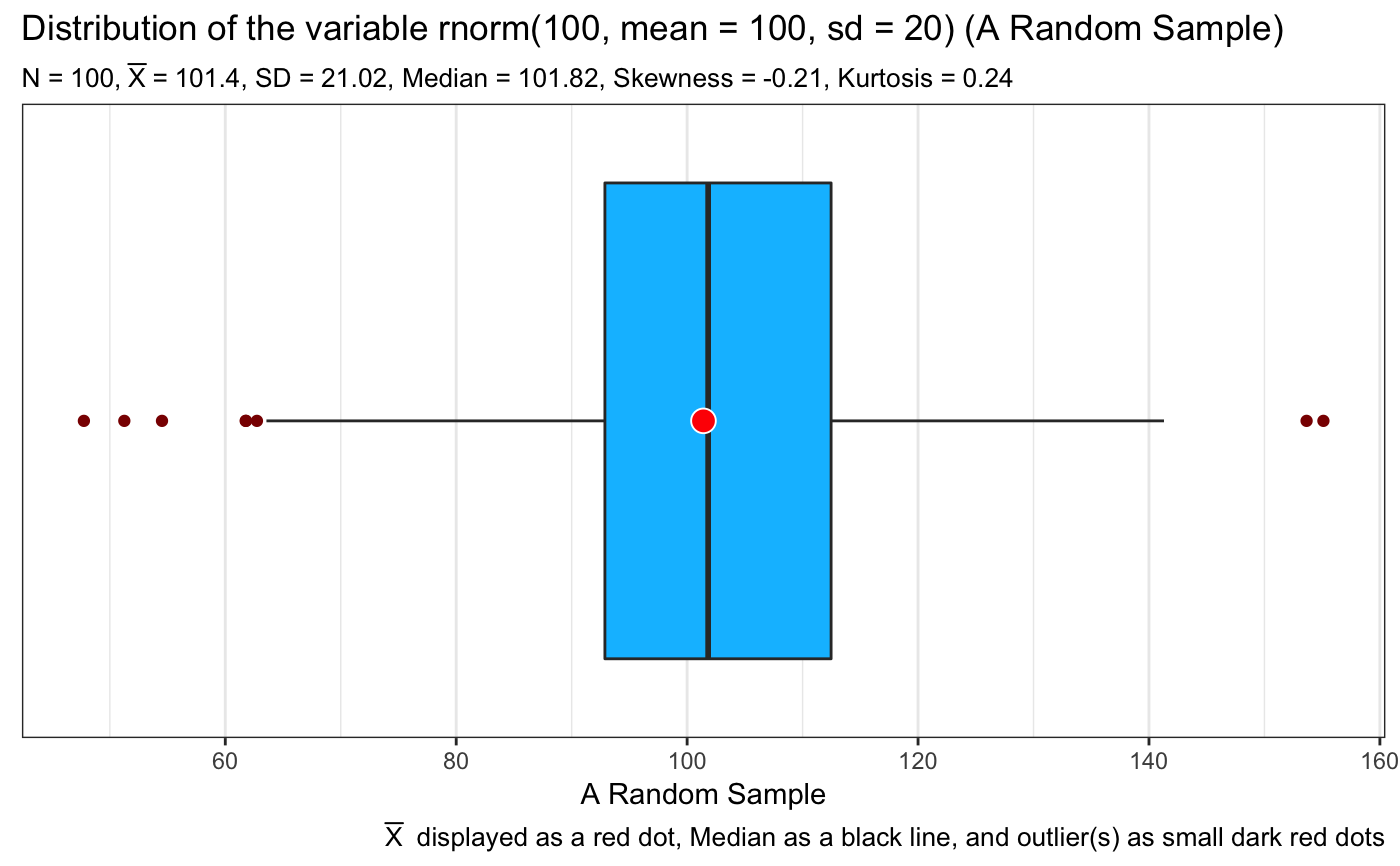 Distribution of the variable rnorm(100, mean = 100, sd = 20) (A Random Sample)
N = 100, X̅ = 101.4, SD = 21.02, Median = 101.82, Skewness = -0.21, Kurtosis = 0.24
60 80 100 120 140 160
A Random Sample
X̅ displayed as a red dot, Median as a black line, and outlier(s) as small dark red dots